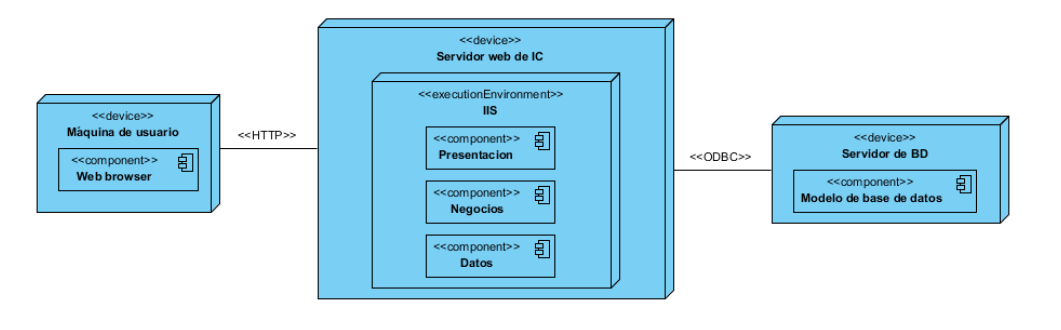 <<device>>
Máquina de usuario
<<component>>
Web browser
<<HTTP>>
<<device>>
Servidor web de IC
<<executionEnvironment>>
IIS
<<component>>
Presentacion
<<component>>
Negocios
<<component>>
Datos
<<ODBC>>
<<device>>
Servidor de BD
<<component>>
Modelo de base de datos